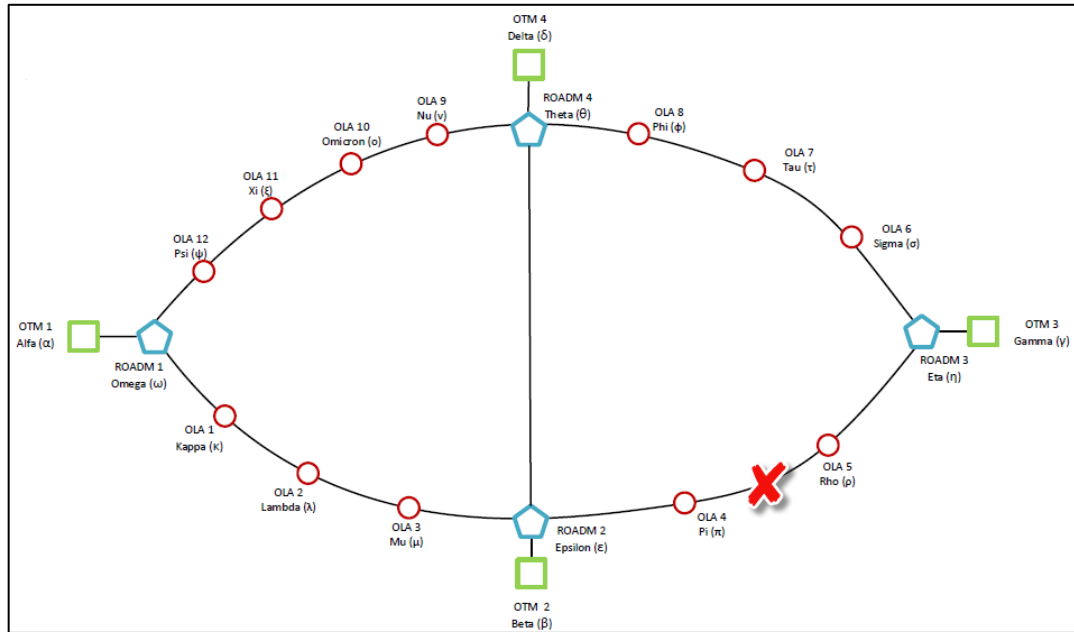 OTM 4
Delta (δ)
OLA 9
Nu (ν)
ROADM 4
Theta (θ)
OLA 8
Phi (ϕ)
OLA 10
Omicron (ο)
OLA 7
Tau (τ)
OLA 11
Xi (ξ)
OLA 6
Sigma (σ)
OLA 12
Psi (ψ)
OTM 1
Alfa (α)
ROADM 1
Omega (ω)
OTM 3
Gamma (γ)
ROADM 3
Eta (η)
OLA 1
Kappa (κ)
OLA 5
Rho (ρ)
OLA 2
Lambda (λ)
OLA 3
Mu (μ)
ROADM 2
Epsilon (ε)
OLA 4
Pi (π)
OTM 2
Beta (β)